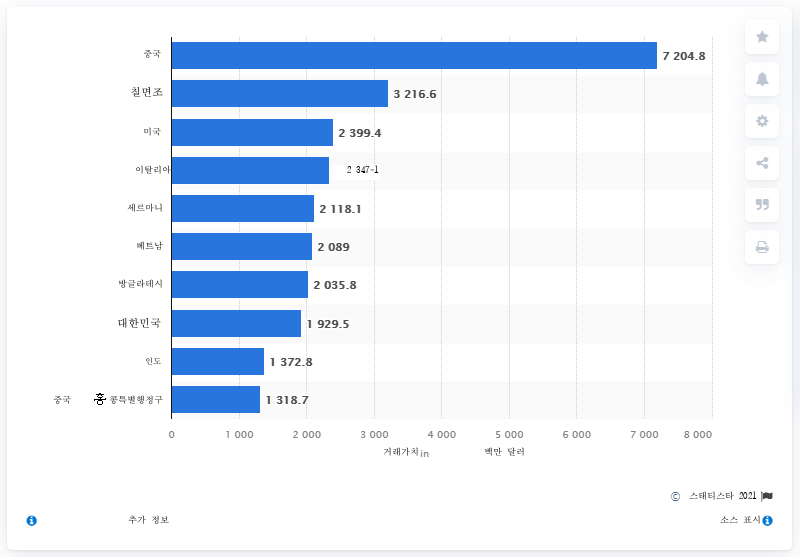 중국 7 204.8
칠면조 3 216.6
미국 2 399.4
이탈리아 2 347-1
세르마니 2 118.1
베트남 2 089
방글라데시 2 035.8
대한민국 1 929.5
인도 1 372.8
중국 홍 콩특별행정구 1 318.7
0 1 000 2 000 3 000 4 000 5 000 6 000 7 000 8 000
거래가치 in 백만 달러
© 스태티스타 2021
추가 정보 소스 표시